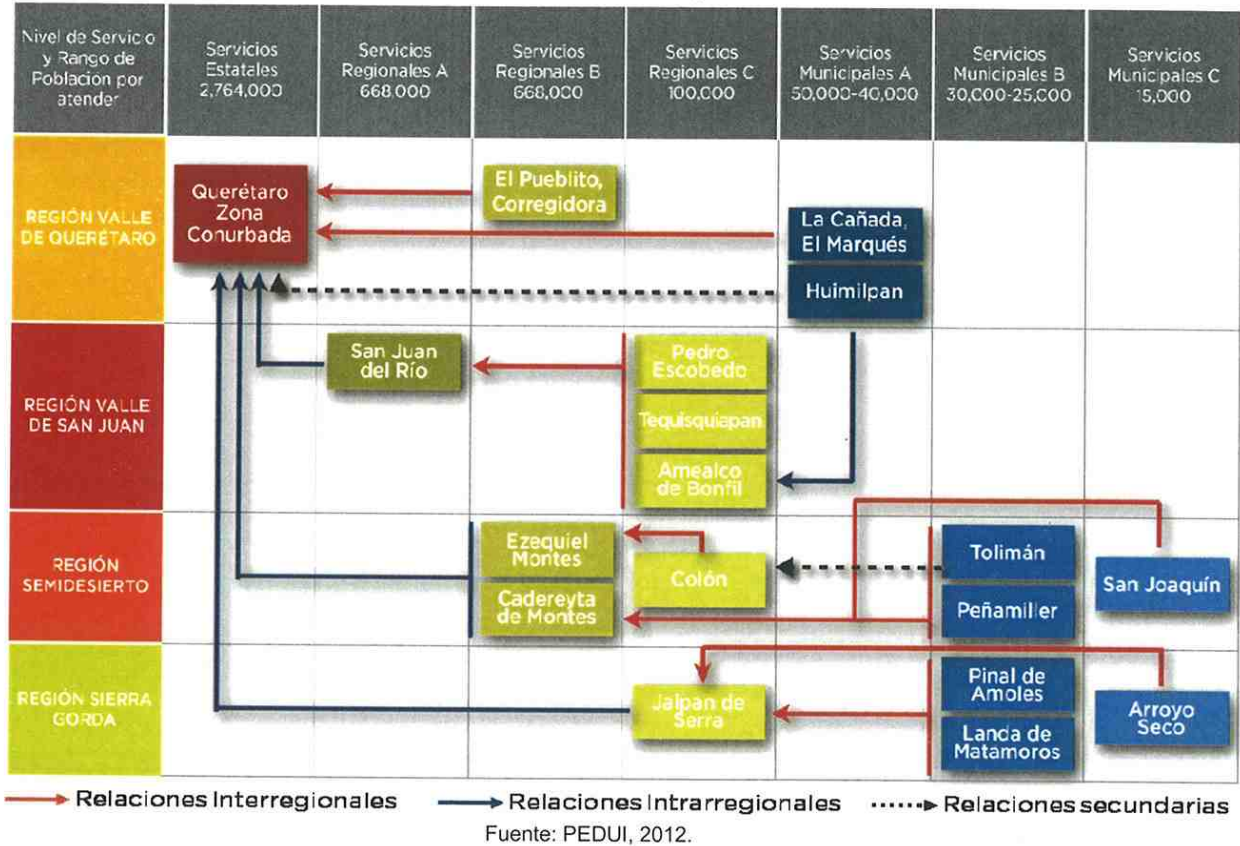 Nivel de Servicio
y Rango de
Población por
atender
Servicios
Estatales
2,764,000
Servicios
Regionales A
668,000
Servicios
Regionales B
668,000
Servicios
Regionales C
100,000
Servicios
Municipales A
50,000-40,000
Servicios
Municipales B
30,000-25,000
Servicios
Municipales C
15,000
REGIÓN VALLE
DE QUERÉTARO
Querétaro
Zona
Conurbada
El Pueblito,
Corregidora
La Cañada,
El Marqués
Huimilpan
REGIÓN VALLE
DE SAN JUAN
San Juan
del Río
Pedro
Escobedo
Tequisquiapan
Amealco
de Bonfil
REGIÓN
SEMIDESIERTO
Ezequiel
Montes
Cadereyta
de Montes
Colón
Tolimán
Peñamiller
San Joaquín
REGIÓN SIERRA
GORDA
Jalpan de
Serra
Pinal de
Amoles
Landa de
Matamoros
Arroyo
Seco
Relaciones Interregionales
Relaciones Intrarregionales
Relaciones secundarias
Fuente: PEDUI, 2012.